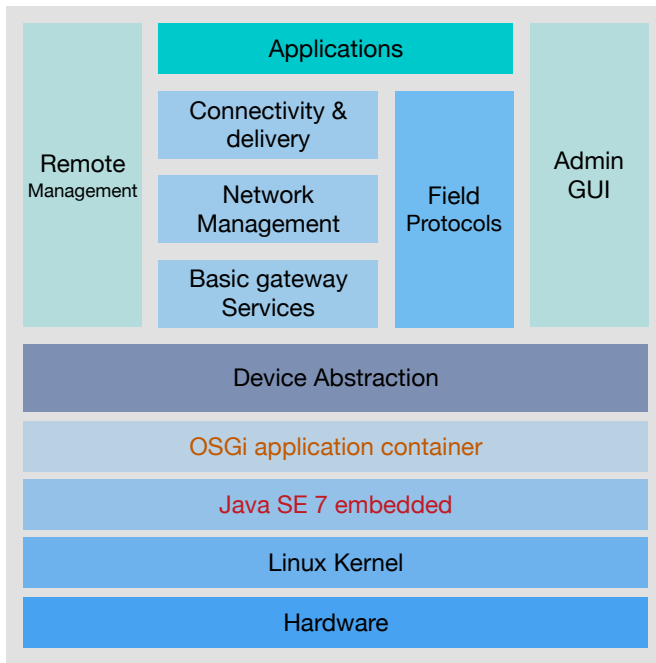 Applications
Remote
Management
Connectivity &
delivery
Network
Management
Basic gateway
Services
Field
Protocols
Admin
GUI
Device Abstraction
OSGi application container
Java SE 7 embedded
Linux Kernel
Hardware